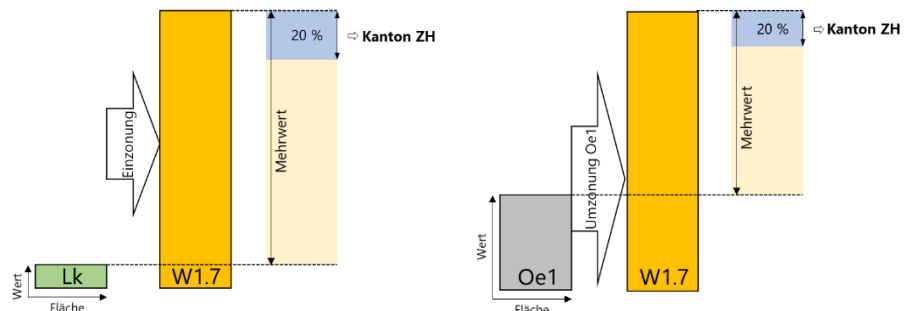 20 %
⇨ Kanton ZH
Einzonung
Mehrwert
Wert
Lk
W1.7
Fläche
20 %
⇨ Kanton ZH
Umzonung Oe1
Mehrwert
Wert
Oe1
W1.7
Fläche